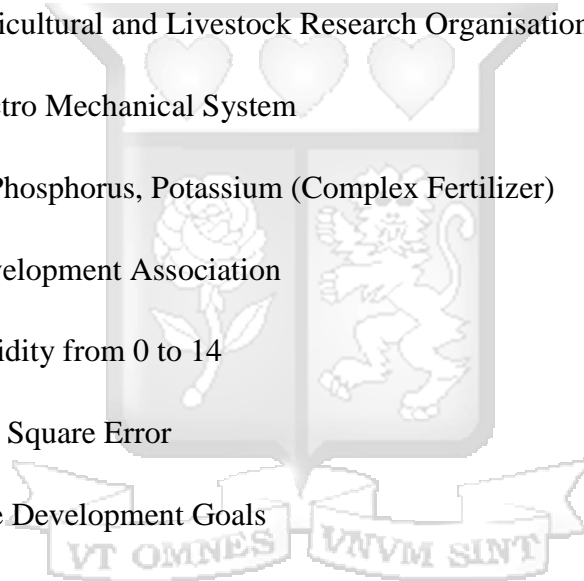 icultural and Livestock Research Organisation
tro Mechanical System
Phosphorus, Potassium (Complex Fertilizer)
velopment Association
idity from 0 to 14
Square Error
e Development Goals
VT OMNES VNVM SINT